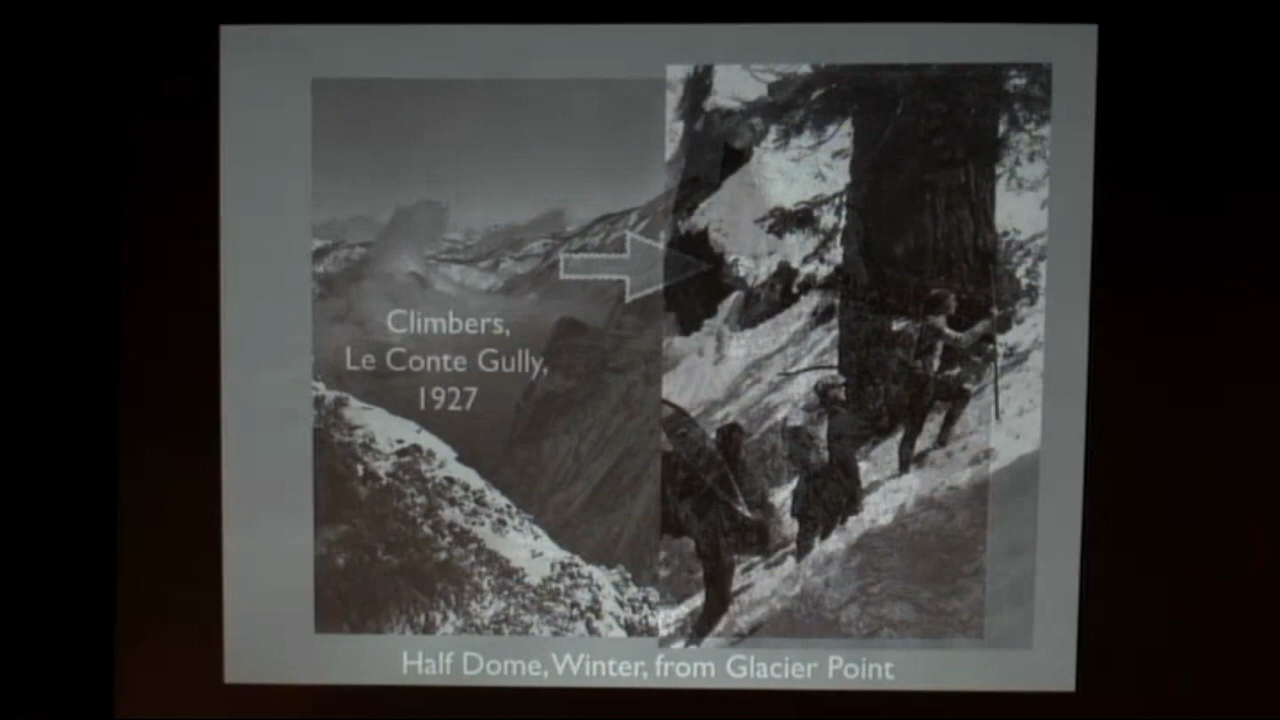 Climbers,
Le Conte Gully,
1927
Half Dome, Winter, from Glacier Point